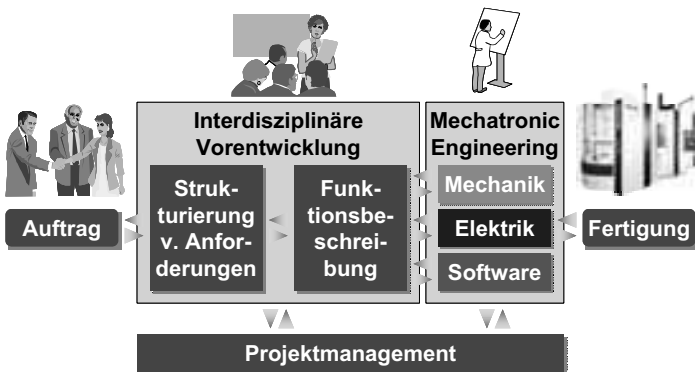 Interdisziplinäre
Vorentwicklung
Mechatronic
Engineering
Auftrag
Struk-
turierung
v. Anfor-
derungen
Funk-
tionsbe-
schrei-
bung
Mechanik
Elektrik
Software
Fertigung
Projektmanagement